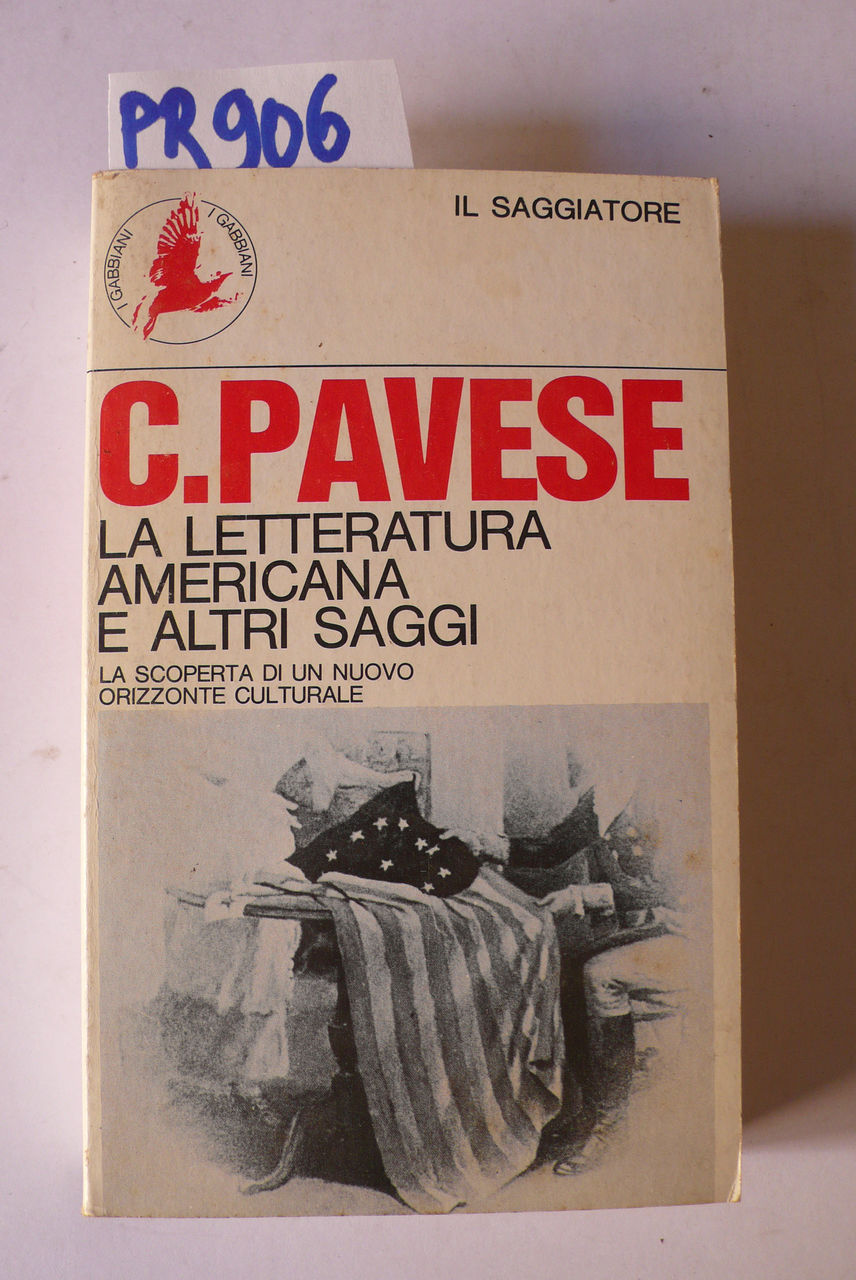 PR906
I GABBIANI
I GABBIANI
IL SAGGIATORE
C.PAVESE
LA LETTERATURA
AMERICANA
E ALTRI SAGGI
LA SCOPERTA DI UN NUOVO
ORIZZONTE CULTURALE